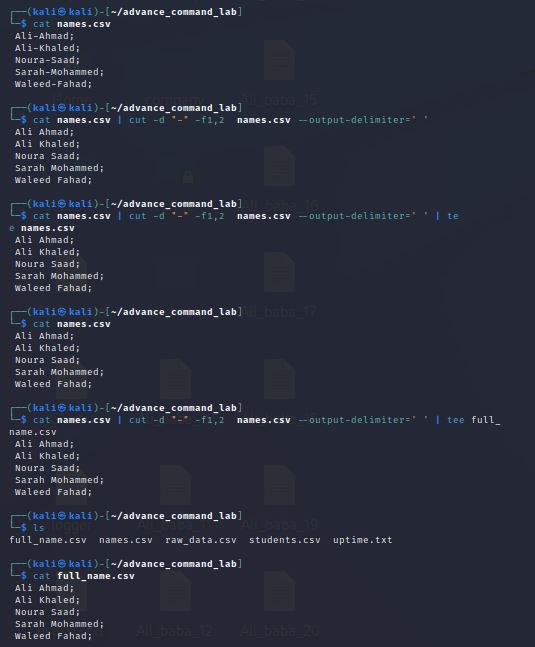 ┌──(kali㉿kali)-[~/advance_command_lab]
└─$ cat names.csv
Ali-Ahmad;
Ali-Khaled;
Noura-Saad;
Sarah-Mohammed;
Waleed-Fahad;
┌──(kali㉿kali)-[~/advance_command_lab]
└─$ cat names.csv | cut -d "-" -f1,2  names.csv --output-delimiter=' '
Ali Ahmad;
Ali Khaled;
Noura Saad;
Sarah Mohammed;
Waleed Fahad;
┌──(kali㉿kali)-[~/advance_command_lab]
└─$ cat names.csv | cut -d "-" -f1,2  names.csv --output-delimiter=' ' | te
e names.csv
Ali Ahmad;
Ali Khaled;
Noura Saad;
Sarah Mohammed;
Waleed Fahad;
┌──(kali㉿kali)-[~/advance_command_lab]
└─$ cat names.csv
Ali Ahmad;
Ali Khaled;
Noura Saad;
Sarah Mohammed;
Waleed Fahad;
┌──(kali㉿kali)-[~/advance_command_lab]
└─$ cat names.csv | cut -d "-" -f1,2  names.csv --output-delimiter=' ' | tee full_
name.csv
Ali Ahmad;
Ali Khaled;
Noura Saad;
Sarah Mohammed;
Waleed Fahad;
┌──(kali㉿kali)-[~/advance_command_lab]
└─$ ls
full_name.csv  names.csv  raw_data.csv  students.csv  uptime.txt
┌──(kali㉿kali)-[~/advance_command_lab]
└─$ cat full_name.csv
Ali Ahmad;
Ali Khaled;
Noura Saad;
Sarah Mohammed;
Waleed Fahad;
Ali_baba_15
Ali_baba_16
Ali_baba_17
Ali_baba_19
Ali_baba_12
Ali_baba_20